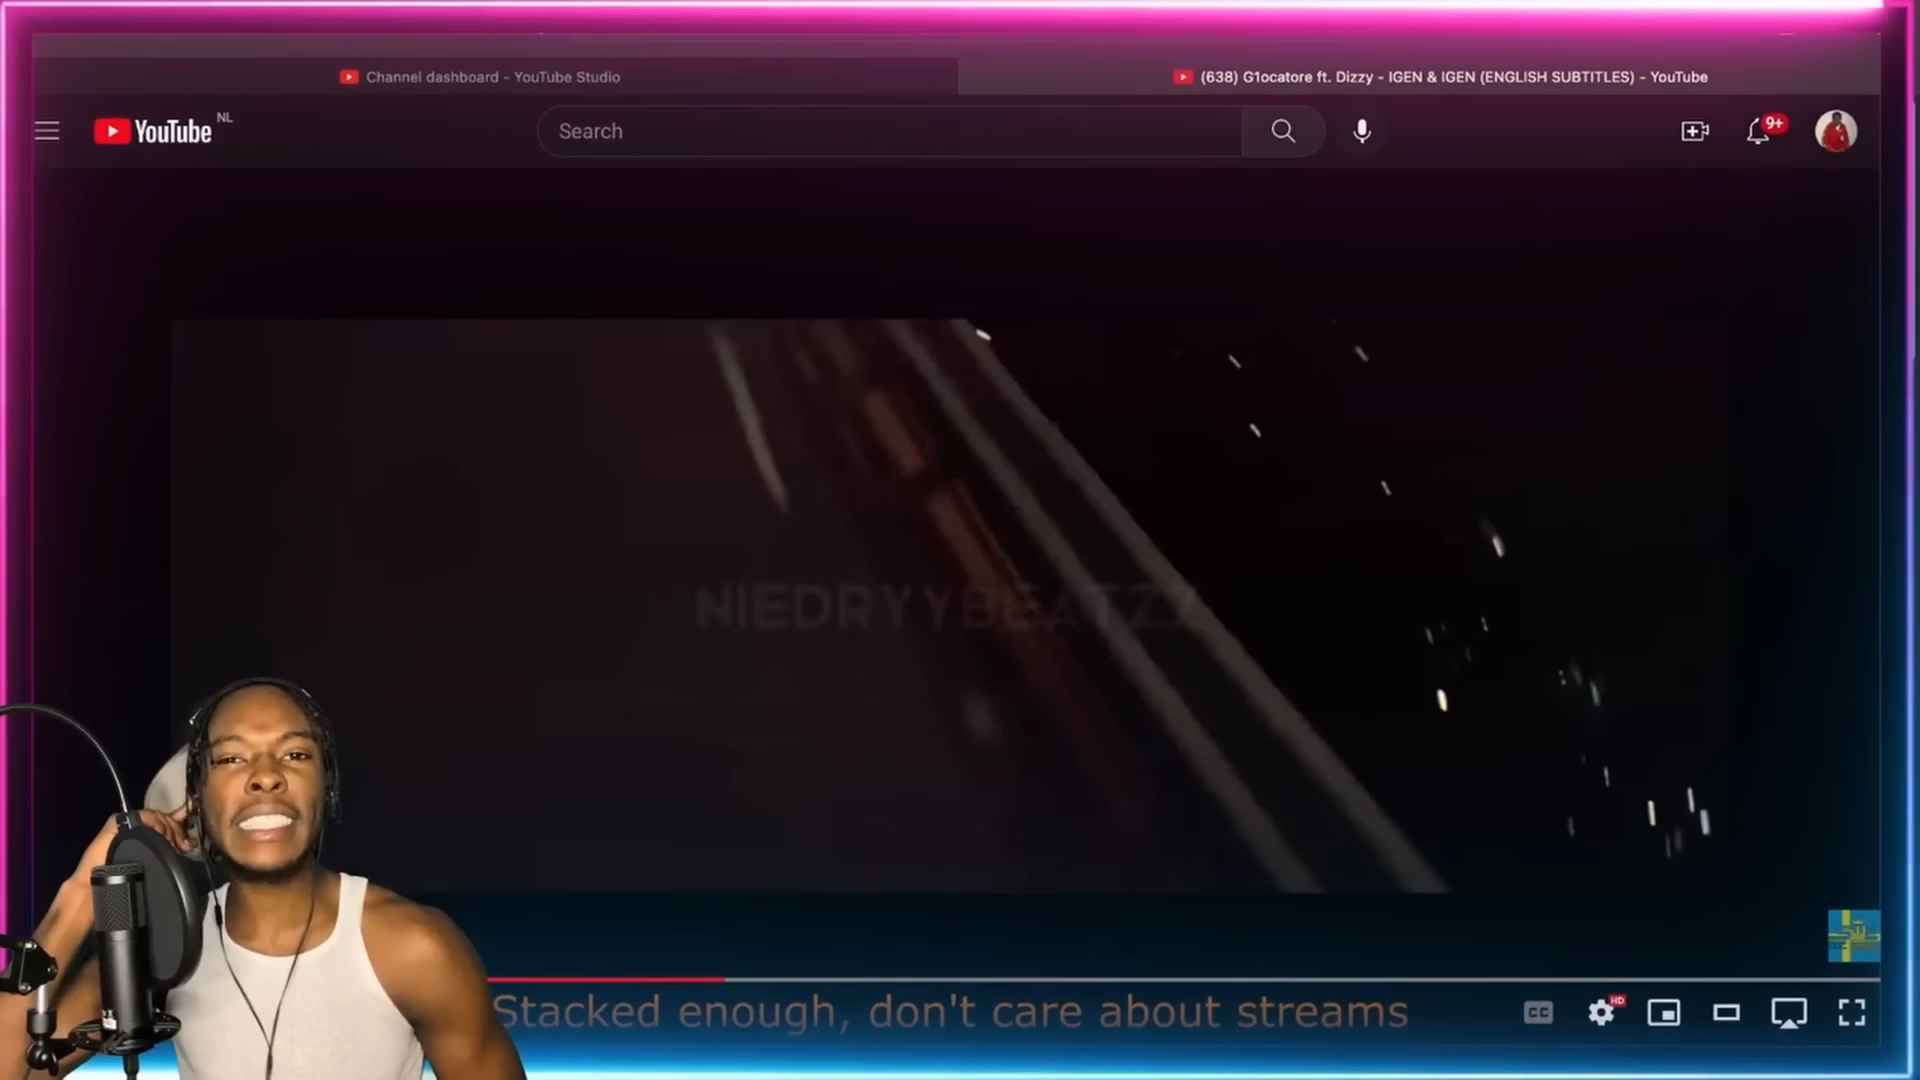 Channel dashboard - YouTube Studio
(638) G1ocatore ft. Dizzy - IGEN & IGEN (ENGLISH SUBTITLES) - YouTube
YouTube NL
Search
9+
NIEDRYYBEATZZ
Stacked enough, don't care about streams
CC
HD